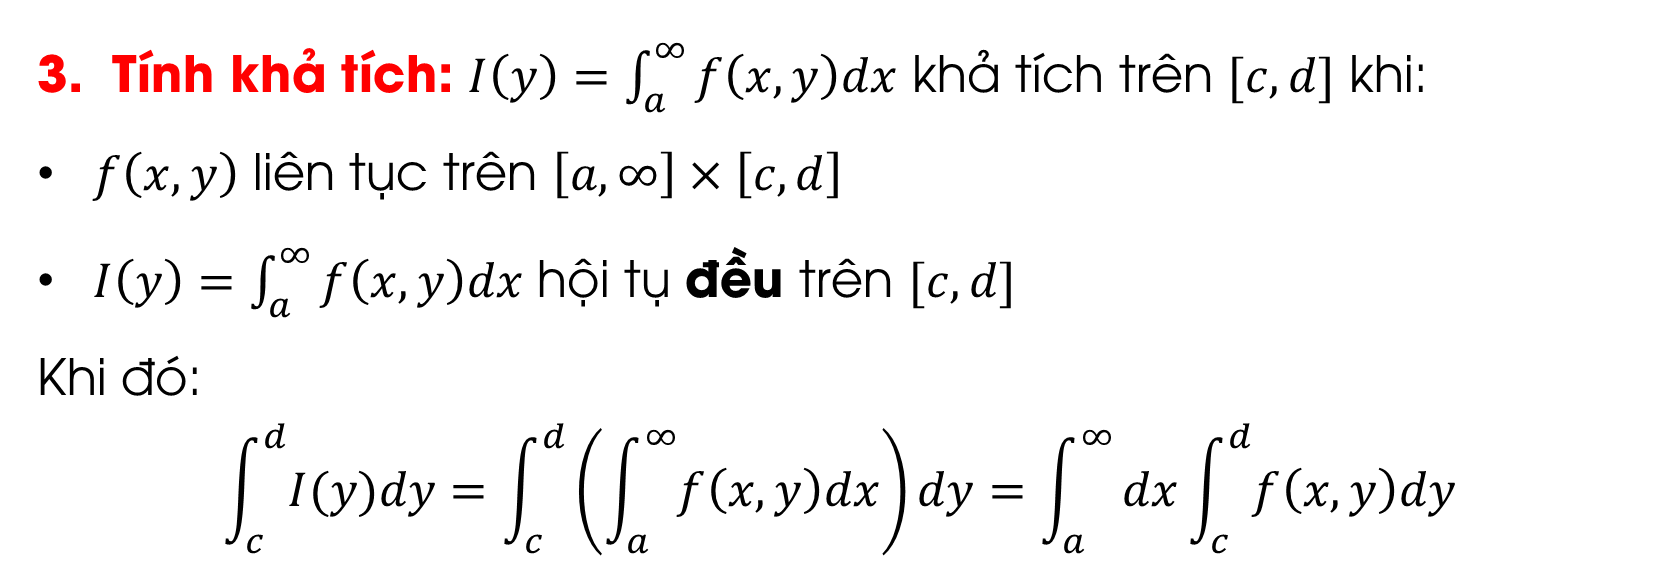 3. Tính khả tích: I(y) = ∫_a^∞ f(x, y)dx khả tích trên [c, d] khi:
• f(x, y) liên tục trên [a, ∞] × [c, d]
• I(y) = ∫_a^∞ f(x, y)dx hội tụ đều trên [c, d]
Khi đó:
∫_c^d I(y)dy = ∫_c^d (∫_a^∞ f(x, y)dx) dy = ∫_a^∞ dx ∫_c^d f(x, y)dy